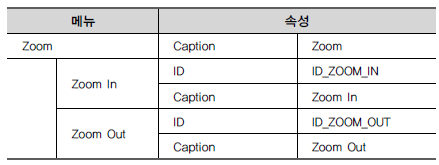 메뉴 속성
Zoom Caption Zoom
Zoom In ID ID_ZOOM_IN
Caption Zoom In
Zoom Out ID ID_ZOOM_OUT
Caption Zoom Out